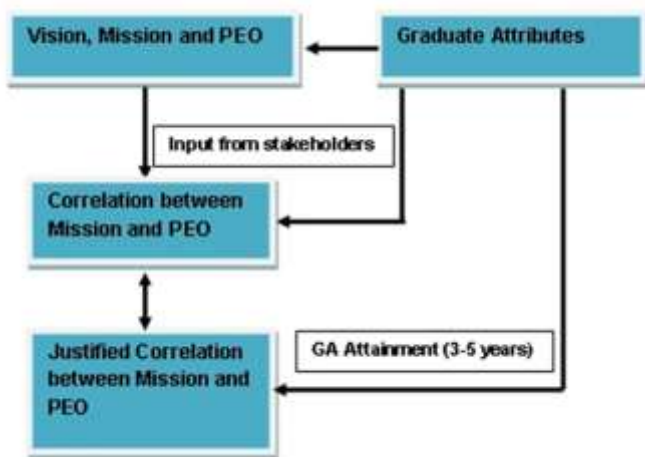 Vision, Mission and PEO
Graduate Attributes
Input from stakeholders
Correlation between
Mission and PEO
GA Attainment (3-5 years)
Justified Correlation
between Mission and
PEO